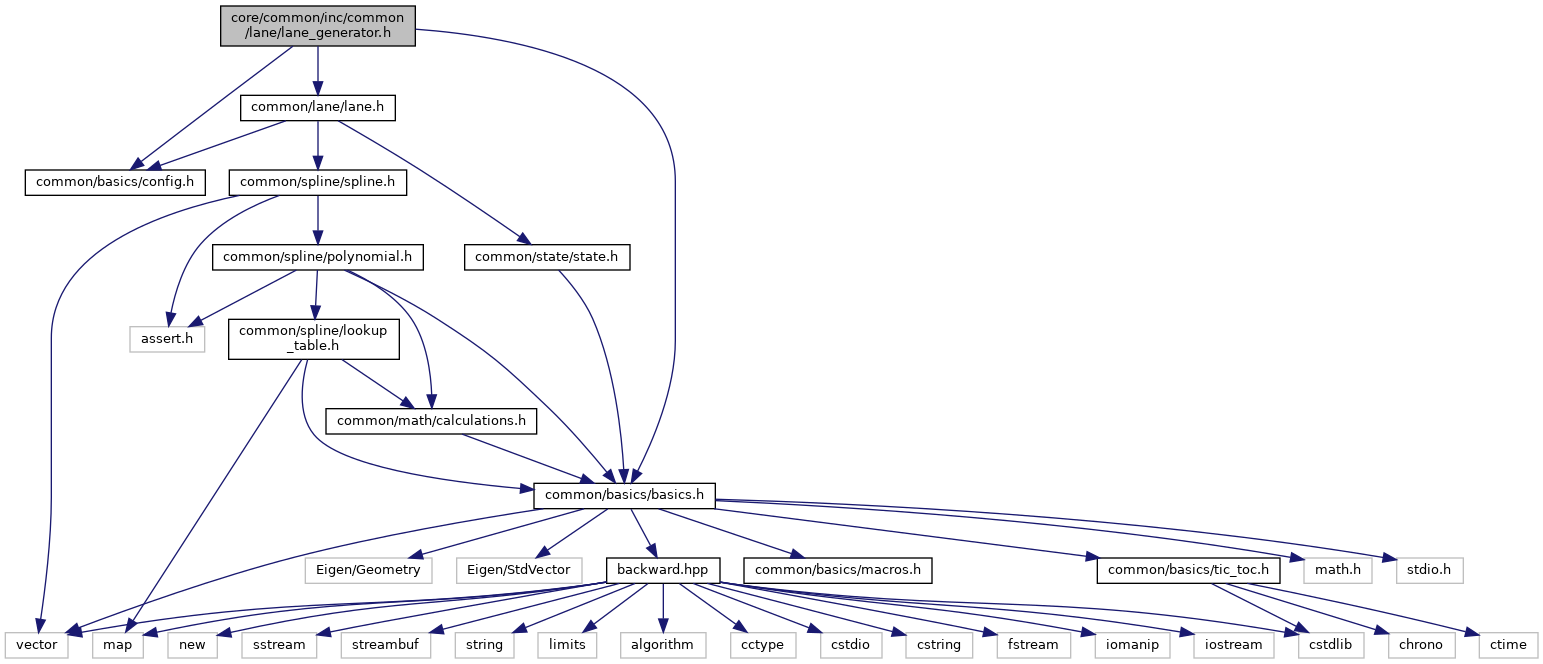 core/common/inc/common
/lane/lane_generator.h
common/lane/lane.h
common/basics/config.h
common/spline/spline.h
common/spline/polynomial.h
common/state/state.h
assert.h
common/spline/lookup
_table.h
common/math/calculations.h
common/basics/basics.h
Eigen/Geometry
Eigen/StdVector
backward.hpp
common/basics/macros.h
common/basics/tic_toc.h
math.h
stdio.h
vector
map
new
sstream
streambuf
string
limits
algorithm
cctype
cstdio
cstring
fstream
iomanip
iostream
cstdlib
chrono
ctime